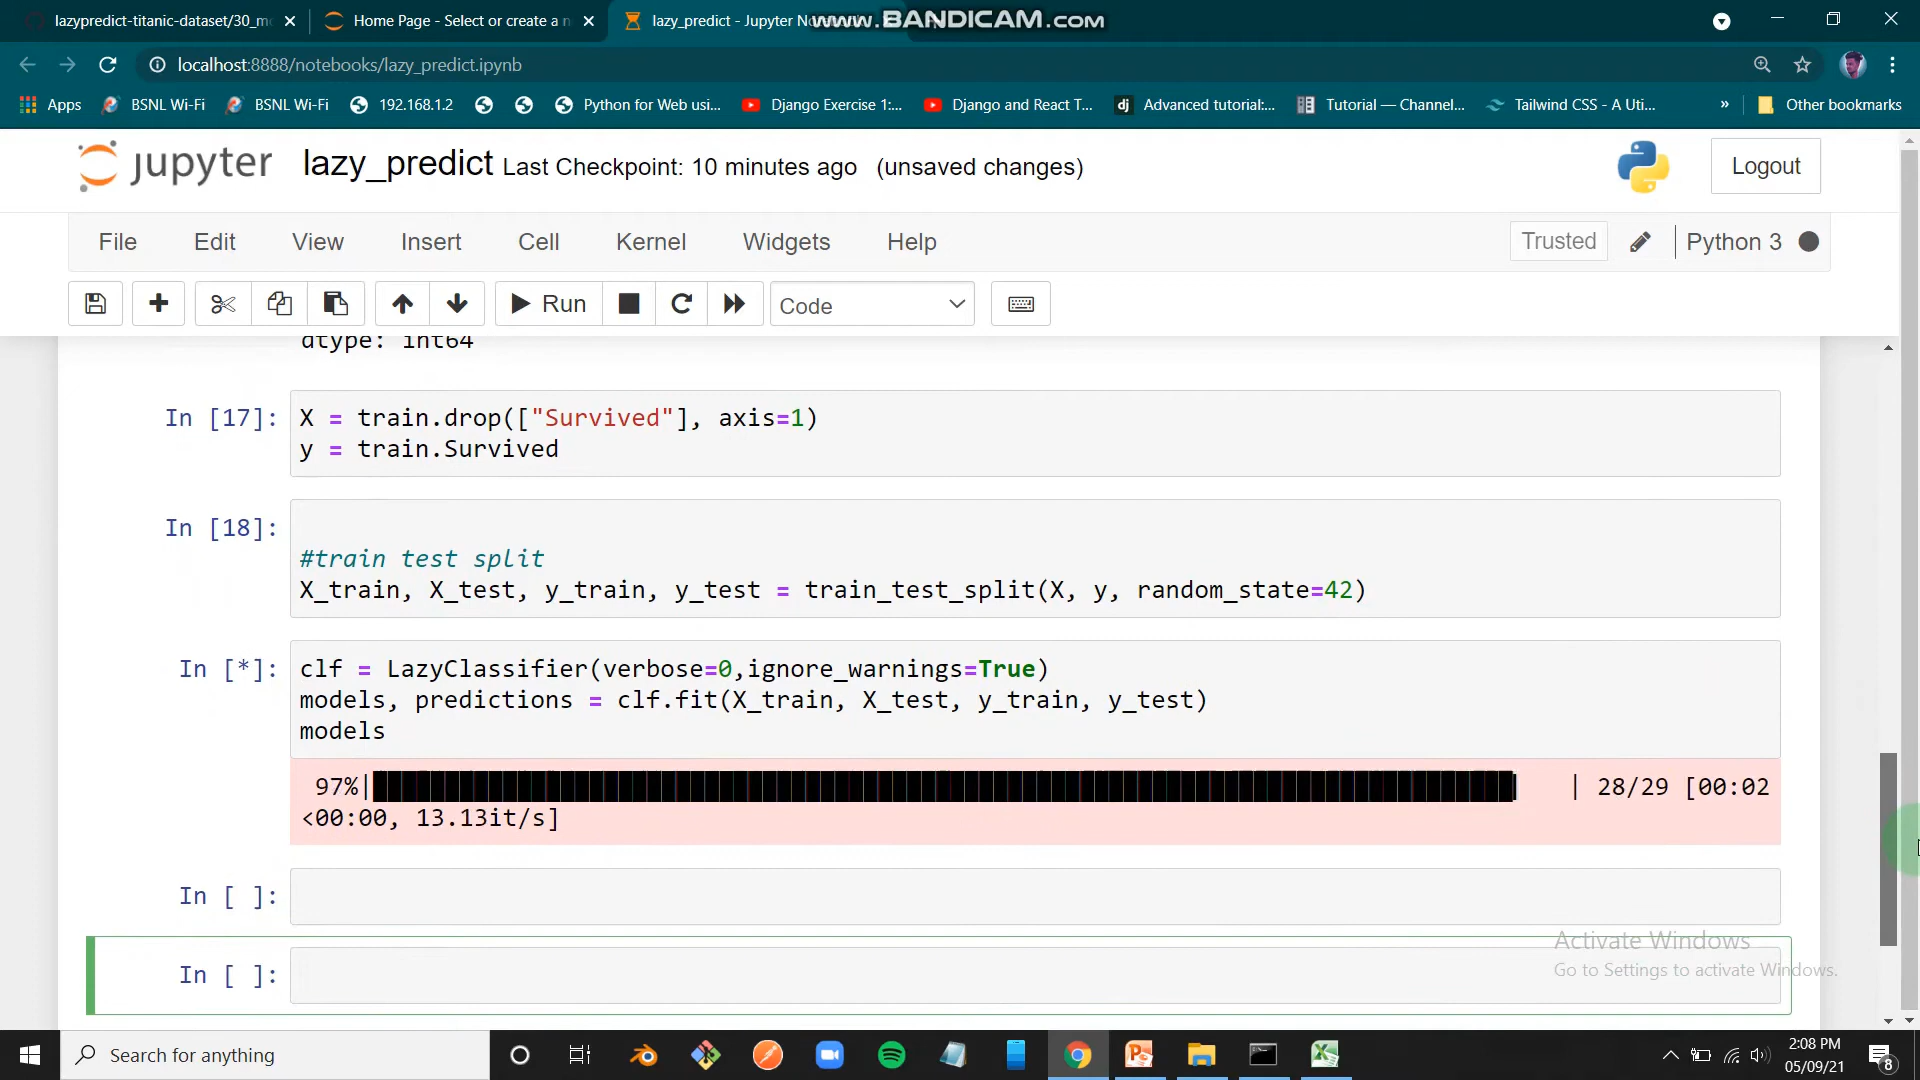 lazypredict-titanic-dataset/30_mo
Home Page - Select or create a n
lazy_predict - Jupyter
www.BANDICAM.com
localhost:8888/notebooks/lazy_predict.ipynb
Apps
BSNL Wi-Fi
BSNL Wi-Fi
192.168.1.2
Python for Web usi...
Django Exercise 1:...
Django and React T...
dj
Advanced tutorial:...
Tutorial — Channel...
Tailwind CSS - A Uti...
»
Other bookmarks
jupyter
lazy_predict Last Checkpoint: 10 minutes ago (unsaved changes)
Logout
File Edit View Insert Cell Kernel Widgets Help
Trusted
Python 3
Run
Code
dtype: int64
In [17]:
X = train.drop(["Survived"], axis=1)
y = train.Survived
In [18]:
#train test split
X_train, X_test, y_train, y_test = train_test_split(X, y, random_state=42)
In [*]:
clf = LazyClassifier(verbose=0,ignore_warnings=True)
models, predictions = clf.fit(X_train, X_test, y_train, y_test)
models
97%| | 28/29 [00:02
<00:00, 13.13it/s]
In [ ]:
In [ ]:
Activate Windows
Go to Settings to activate Windows.
Search for anything
2:08 PM
05/09/21
8